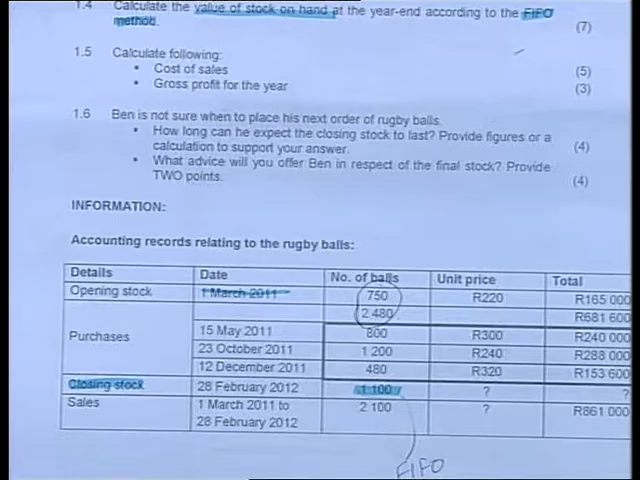 1.4 Calculate the value of stock on hand at the year-end according to the FIFO
method. (7)
1.5 Calculate following:
• Cost of sales (5)
• Gross profit for the year (3)
1.6 Ben is not sure when to place his next order of rugby balls.
• How long can he expect the closing stock to last? Provide figures or a
calculation to support your answer. (4)
• What advice will you offer Ben in respect of the final stock? Provide
TWO points. (4)
INFORMATION:
Accounting records relating to the rugby balls:
Details Date No. of balls Unit price Total
Opening stock 1 March 2011 750 R220 R165 000
2 480 R681 600
Purchases
15 May 2011 800 R300 R240 000
23 October 2011 1 200 R240 R288 000
12 December 2011 480 R320 R153 600
Closing stock 28 February 2012 1 100 ? ?
Sales 1 March 2011 to 2 100 ? R861 000
28 February 2012
FIFO